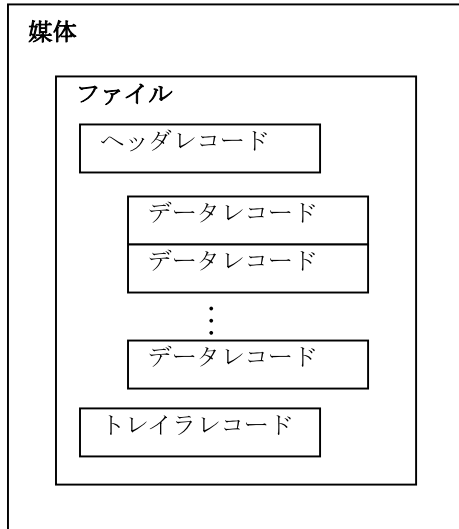 媒体
ファイル
ヘッダレコード
データレコード
データレコード
⋮
データレコード
トレイラレコード